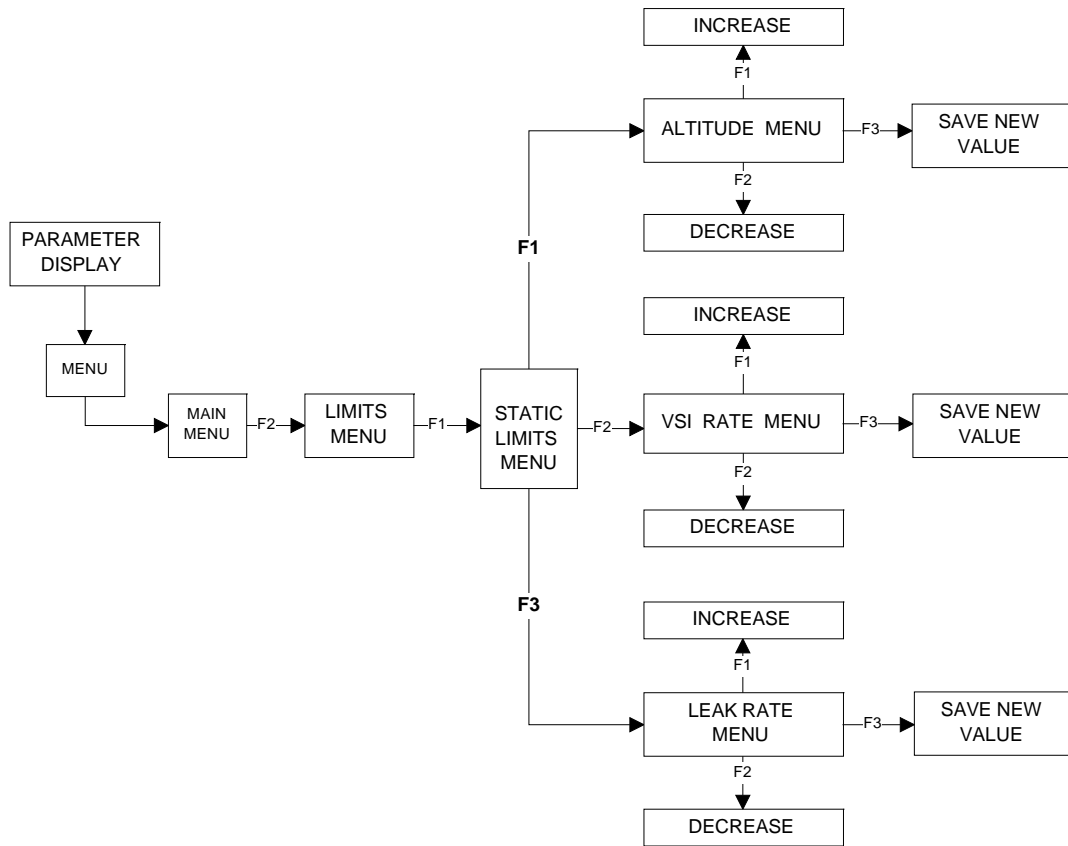 INCREASE
F1
ALTITUDE MENU
F3
SAVE NEW
VALUE
F2
DECREASE
PARAMETER
DISPLAY
MENU
MAIN
MENU
F2
LIMITS
MENU
F1
STATIC
LIMITS
MENU
F1
F2
F3
INCREASE
F1
VSI RATE MENU
F3
SAVE NEW
VALUE
F2
DECREASE
INCREASE
F1
LEAK RATE
MENU
F3
SAVE NEW
VALUE
F2
DECREASE